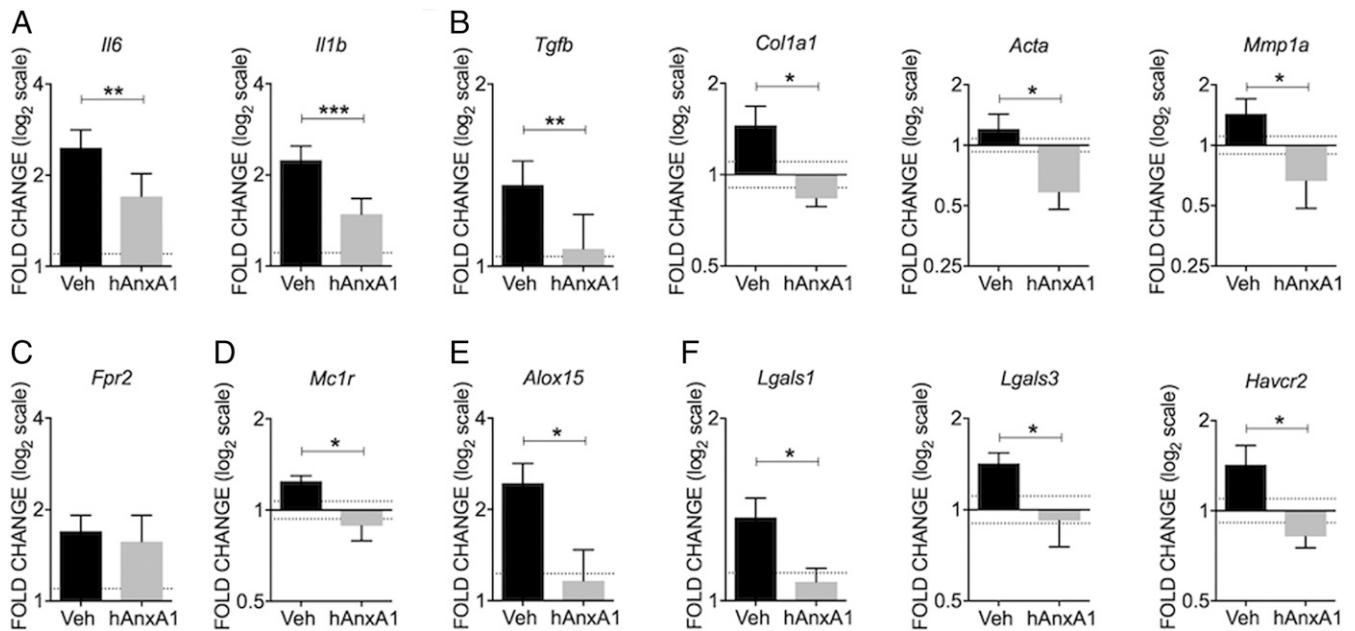 A
Il6
FOLD CHANGE (log2 scale)
4
2
1
**
Veh hAnxA1
Il1b
FOLD CHANGE (log2 scale)
4
2
1
***
Veh hAnxA1
B
Tgfb
FOLD CHANGE (log2 scale)
2
1
**
Veh hAnxA1
Col1a1
FOLD CHANGE (log2 scale)
2
1
0.5
*
Veh hAnxA1
Acta
FOLD CHANGE (log2 scale)
2
1
0.5
0.25
*
Veh hAnxA1
Mmp1a
FOLD CHANGE (log2 scale)
2
1
0.5
0.25
*
Veh hAnxA1
C
Fpr2
FOLD CHANGE (log2 scale)
4
2
1
Veh hAnxA1
D
Mc1r
FOLD CHANGE (log2 scale)
2
1
0.5
*
Veh hAnxA1
E
Alox15
FOLD CHANGE (log2 scale)
4
2
1
*
Veh hAnxA1
F
Lgals1
FOLD CHANGE (log2 scale)
2
1
*
Veh hAnxA1
Lgals3
FOLD CHANGE (log2 scale)
2
1
0.5
*
Veh hAnxA1
Havcr2
FOLD CHANGE (log2 scale)
2
1
0.5
*
Veh hAnxA1